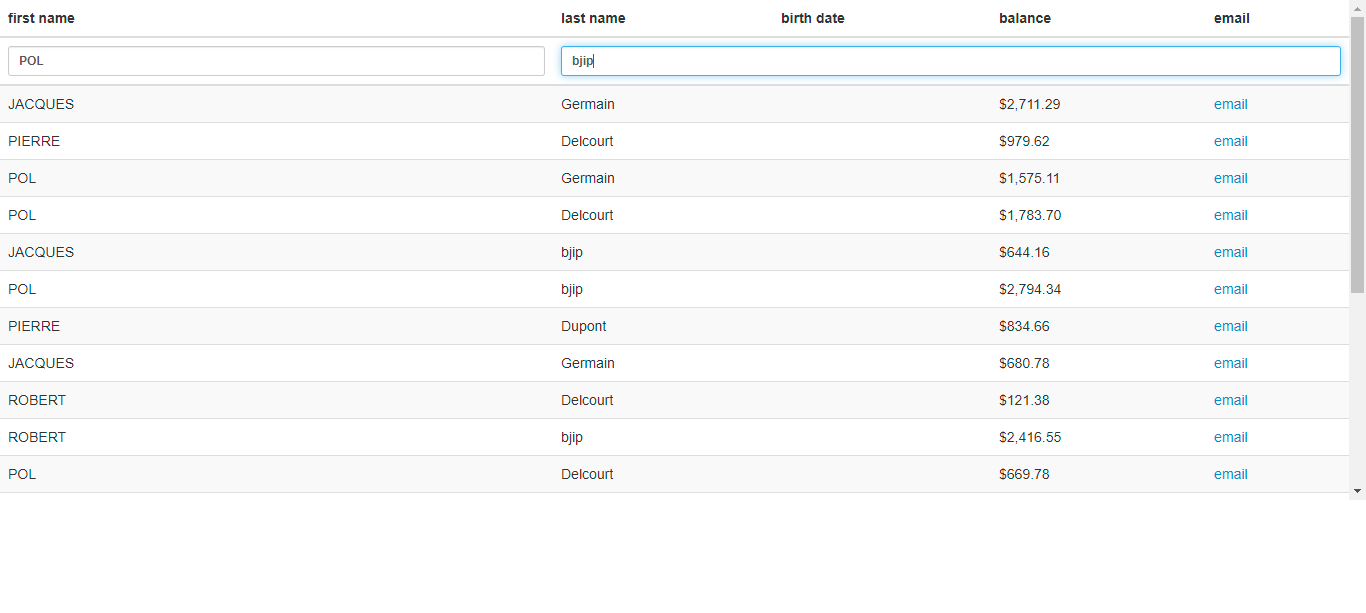 first name last name birth date balance email
POL bjip
JACQUES Germain $2,711.29 email
PIERRE Delcourt $979.62 email
POL Germain $1,575.11 email
POL Delcourt $1,783.70 email
JACQUES bjip $644.16 email
POL bjip $2,794.34 email
PIERRE Dupont $834.66 email
JACQUES Germain $680.78 email
ROBERT Delcourt $121.38 email
ROBERT bjip $2,416.55 email
POL Delcourt $669.78 email